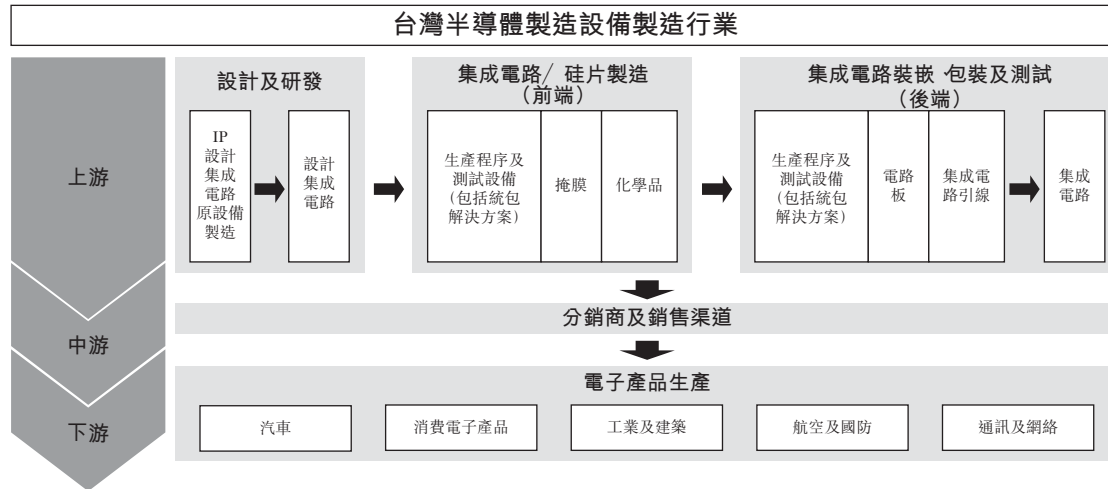 台灣半導體製造設備製造行業
上游
中游
下游
設計及研發
IP
設計
集成
電路
原設備
製造
設計
集成
電路
集成電路/ 硅片製造
(前端)
生產程序及
測試設備
(包括統包
解決方案)
掩膜
化學品
集成電路裝嵌、包裝及測試
(後端)
生產程序及
測試設備
(包括統包
解決方案)
電路
板
集成電
路引線
集成
電路
分銷商及銷售渠道
電子產品生產
汽車
消費電子產品
工業及建築
航空及國防
通訊及網絡